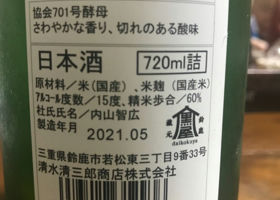 協会701号酵母
さわやかな香り、切れのある酸味
日本酒
720ml詰
原材料／米（国産）、米麹（国産米）
アルコール度数／15度、精米歩合／60%
杜氏氏名／内山智広
製造年月 2021.05
蔵元
鈴鹿
daikokuya
三重県鈴鹿市若松東三丁目9番33号
清水清三郎商店株式会社